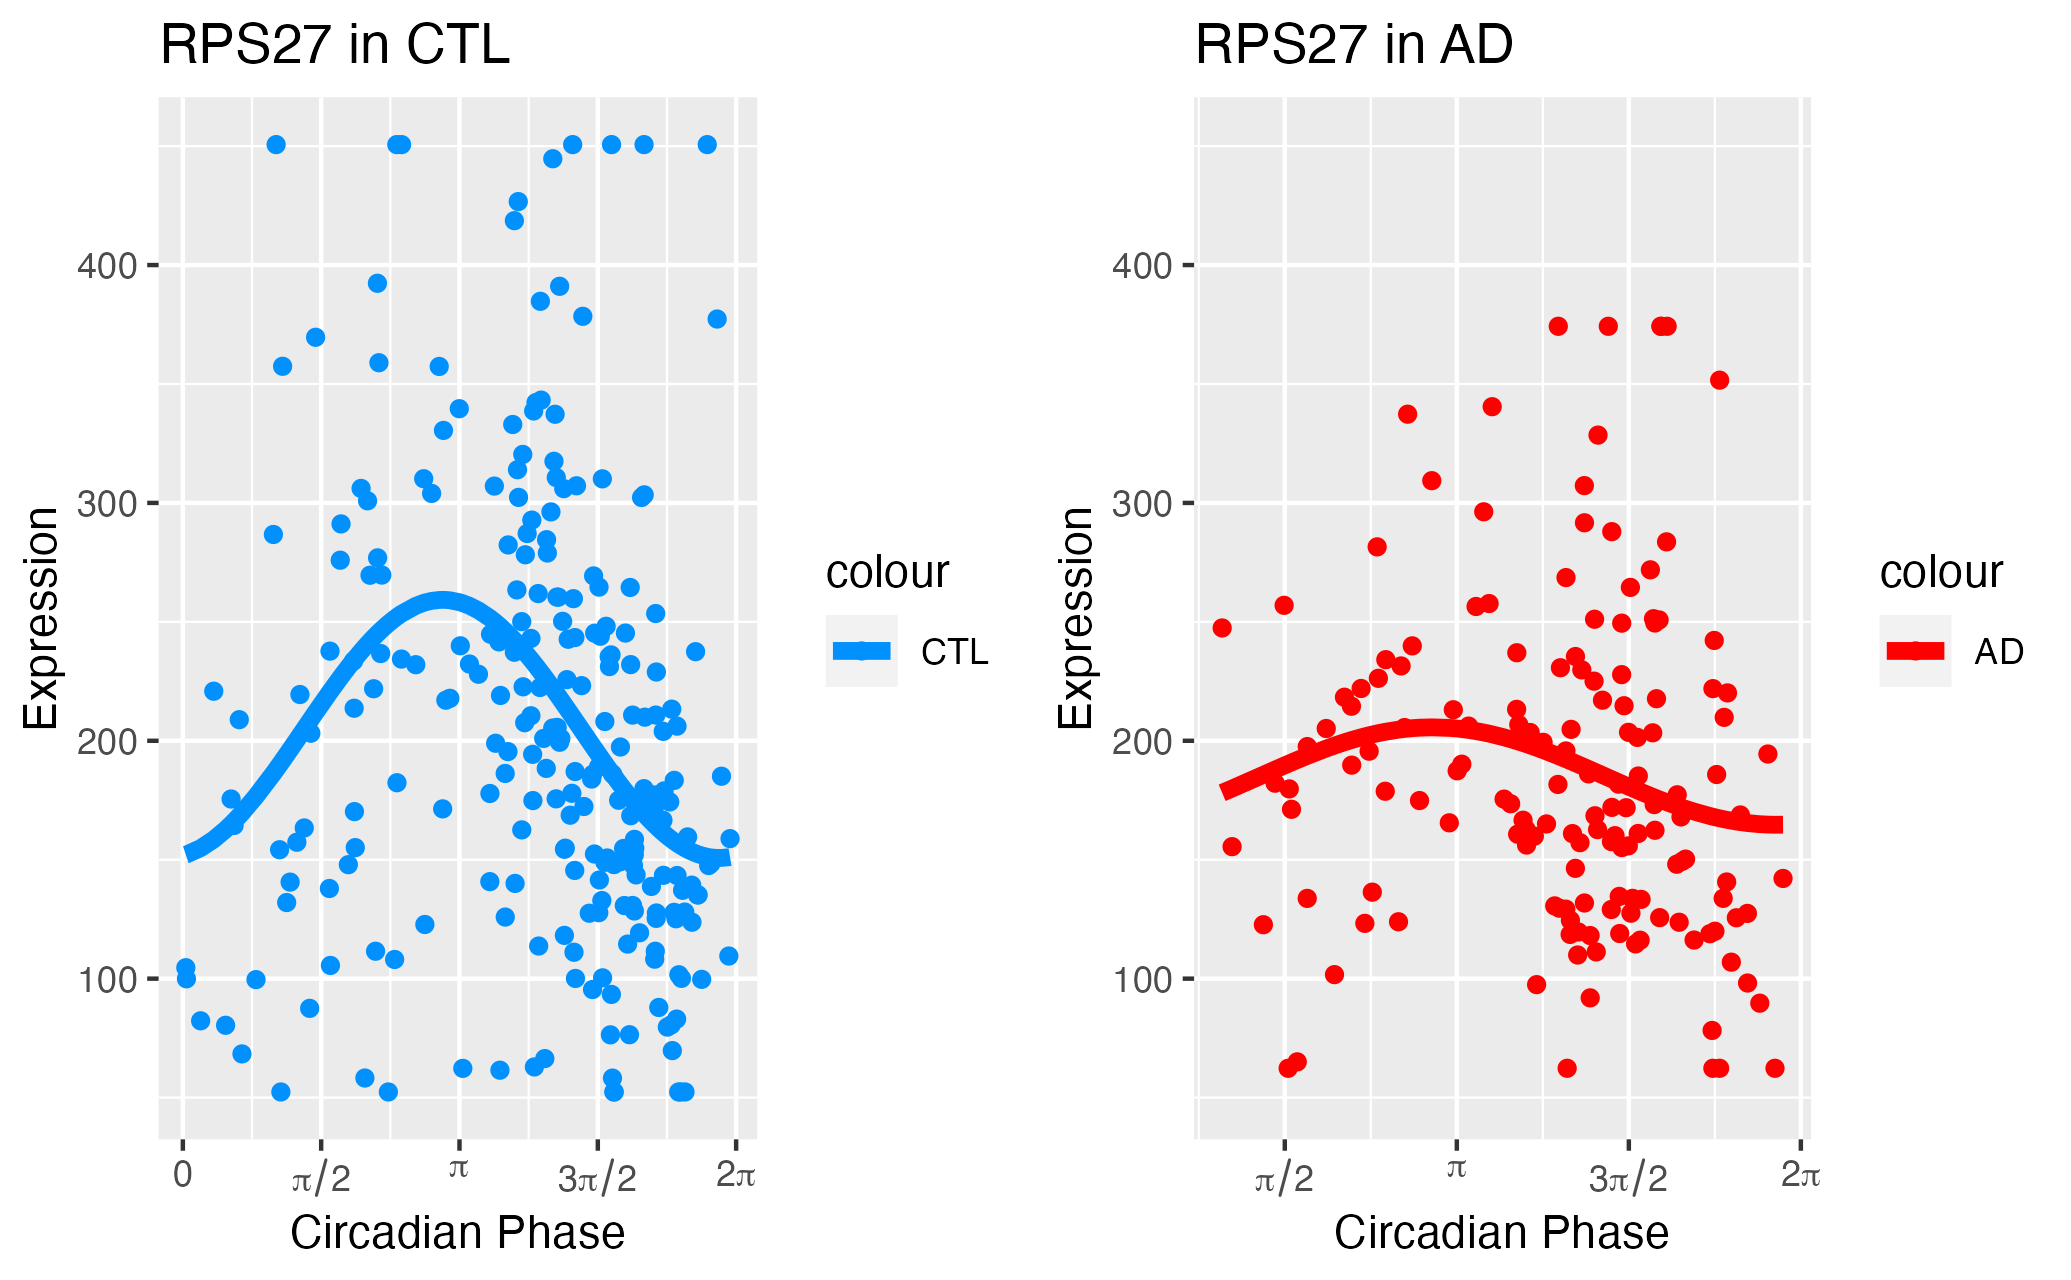 RPS27 in CTL
Expression
400
300
200
100
0 π/2 π 3π/2 2π
Circadian Phase
colour
CTL
RPS27 in AD
Expression
400
300
200
100
π/2 π 3π/2 2π
Circadian Phase
colour
AD